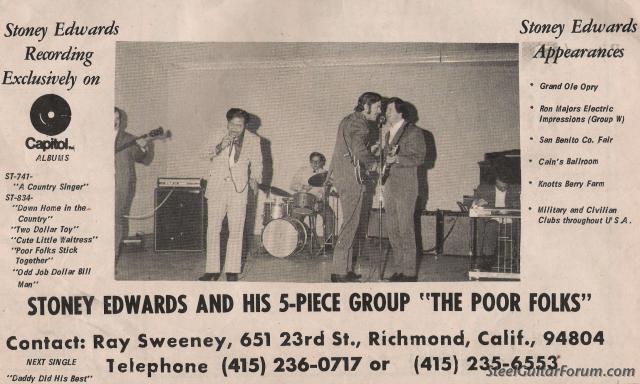 Stoney Edwards
Recording
Exclusively on
Capitol TM
ALBUMS
ST-741-
"A Country Singer"
ST-834-
"Down Home in the
Country"
"Two Dollar Toy"
"Cute Little Waitress"
"Poor Folks Stick
Together"
"Odd Job Dollar Bill
Man"
Stoney Edwards
Appearances
* Grand Ole Opry
* Ron Majors Electric
Impressions (Group W)
* San Benito Co. Fair
* Cain's Ballroom
* Knotts Berry Farm
* Military and Civilian
Clubs throughout U S A.
STONEY EDWARDS AND HIS 5-PIECE GROUP "THE POOR FOLKS"
Contact: Ray Sweeney, 651 23rd St., Richmond, Calif., 94804
NEXT SINGLE
Telephone (415) 236-0717 or (415) 235-6553
"Daddy Did His Best"
SteelGuitarForum.com